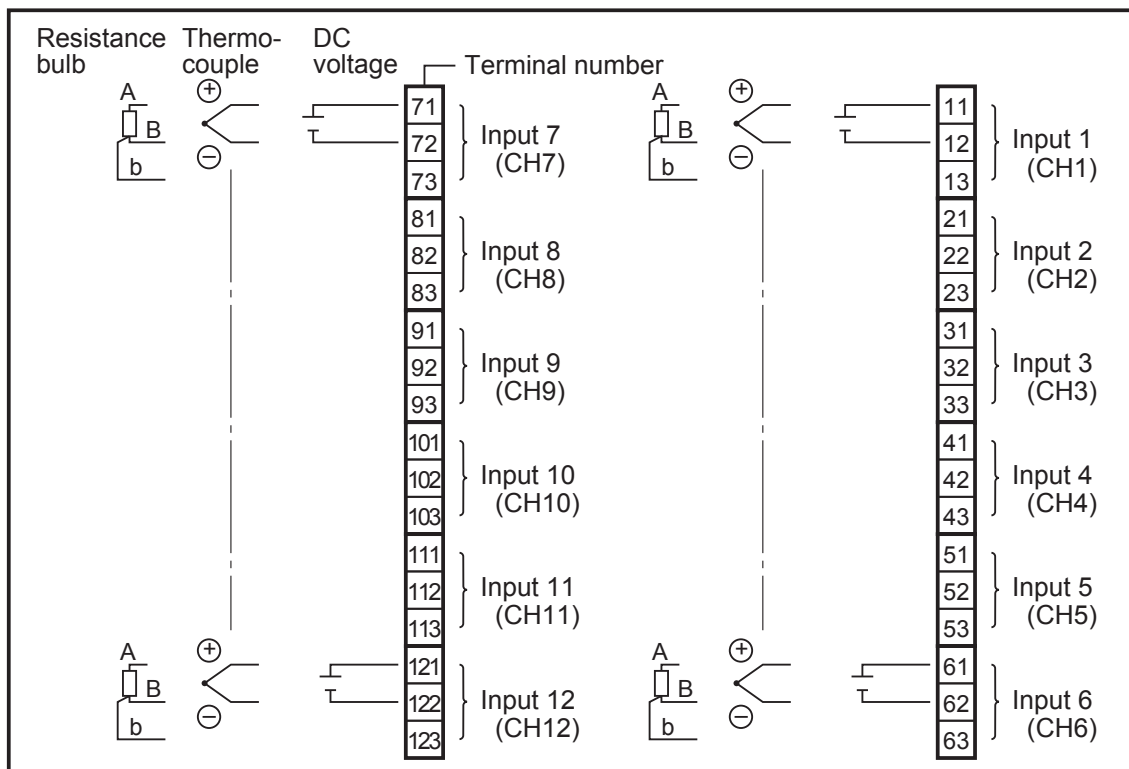 Resistance bulb
Thermo-couple
DC voltage
Terminal number
A
B
b
+
−
71
72
73
Input 7
(CH7)
81
82
83
Input 8
(CH8)
91
92
93
Input 9
(CH9)
101
102
103
Input 10
(CH10)
111
112
113
Input 11
(CH11)
A
B
b
+
−
121
122
123
Input 12
(CH12)
A
B
b
+
−
11
12
13
Input 1
(CH1)
21
22
23
Input 2
(CH2)
31
32
33
Input 3
(CH3)
41
42
43
Input 4
(CH4)
51
52
53
Input 5
(CH5)
A
B
b
+
−
61
62
63
Input 6
(CH6)